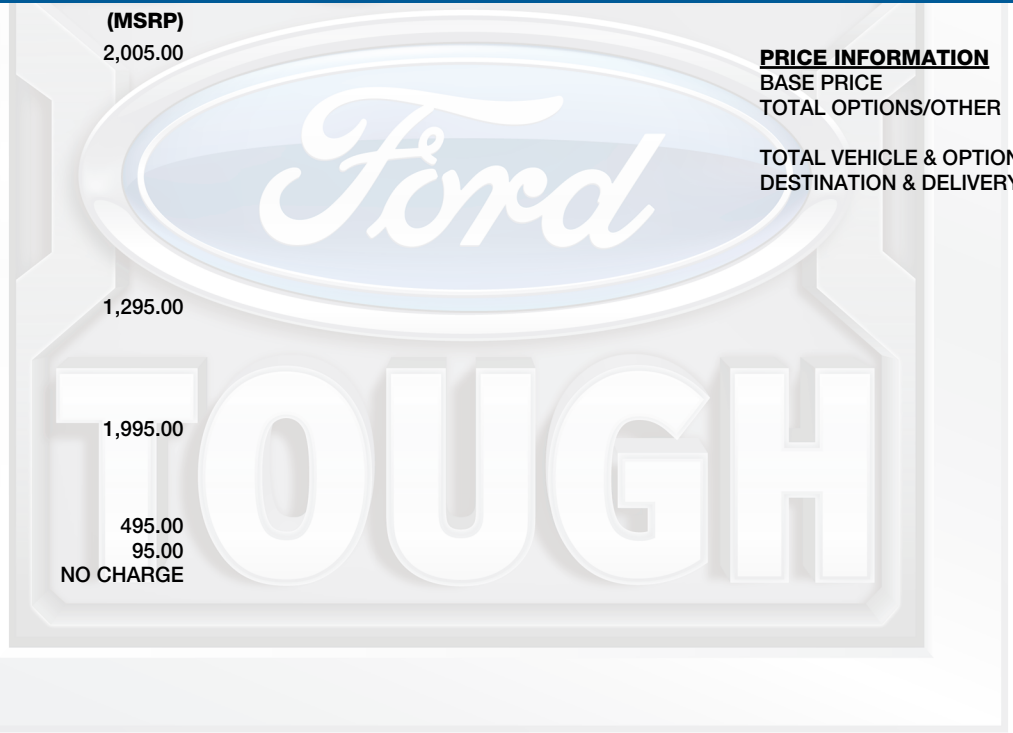 (MSRP)
2,005.00
1,295.00
1,995.00
495.00
95.00
NO CHARGE
PRICE INFORMATION
BASE PRICE
TOTAL OPTIONS/OTHER
TOTAL VEHICLE & OPTION
DESTINATION & DELIVERY
Ford
TOUGH